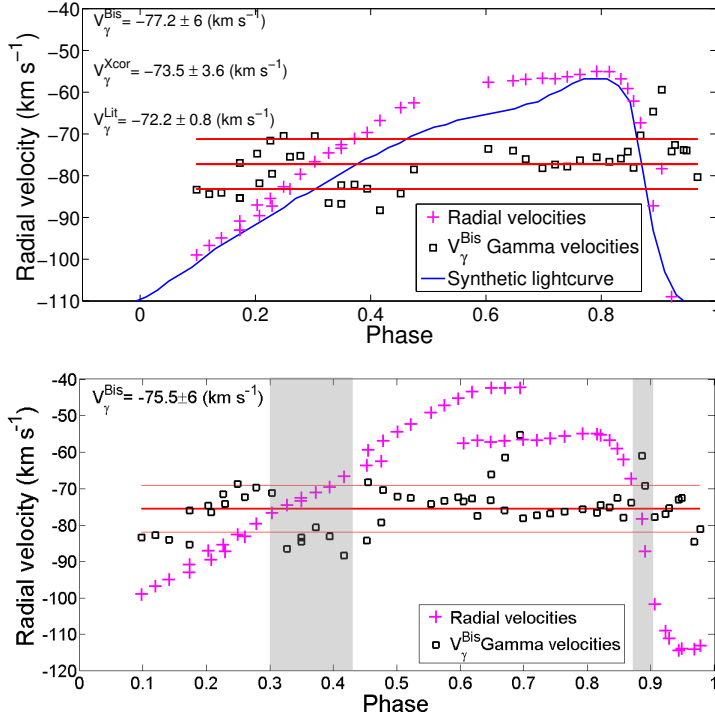 V_γ^Bis = −77.2 ± 6 (km s⁻¹)
V_γ^Xcor = −73.5 ± 3.6 (km s⁻¹)
V_γ^Lit = −72.2 ± 0.8 (km s⁻¹)
Radial velocity (km s⁻¹)
−40
−50
−60
−70
−80
−90
−100
−110
Radial velocities
V_γ^Bis Gamma velocities
Synthetic lightcurve
0 0.2 0.4 0.6 0.8
Phase
V_γ^Bis= -75.5±6 (km s⁻¹)
Radial velocity (km s⁻¹)
-40
-50
-60
-70
-80
-90
-100
-110
-120
Radial velocities
V_γ^Bis Gamma velocities
0 0.1 0.2 0.3 0.4 0.5 0.6 0.7 0.8 0.9 1
Phase